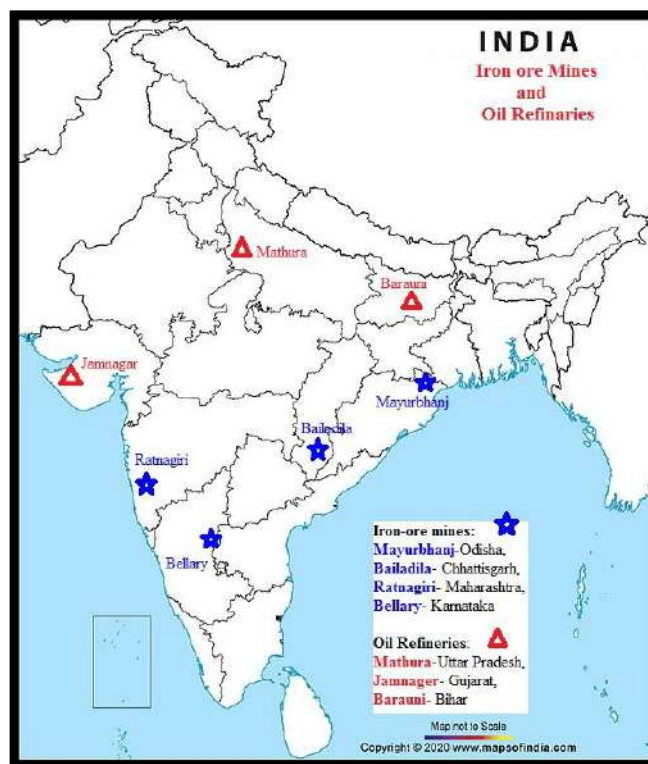 INDIA
Iron ore Mines
and
Oil Refinaries
Mathura
Barauni
Jamnagar
Mayurbhanj
Bailadila
Ratnagiri
Bellary
Iron-ore mines:
Mayurbhanj-Odisha,
Bailadila- Chhattisgarh,
Ratnagiri- Maharashtra,
Bellary- Karnataka
Oil Refineries:
Mathura-Uttar Pradesh,
Jamnager- Gujarat,
Barauni- Bihar
Map not to Scale
Copyright © 2020 www.mapsofindia.com